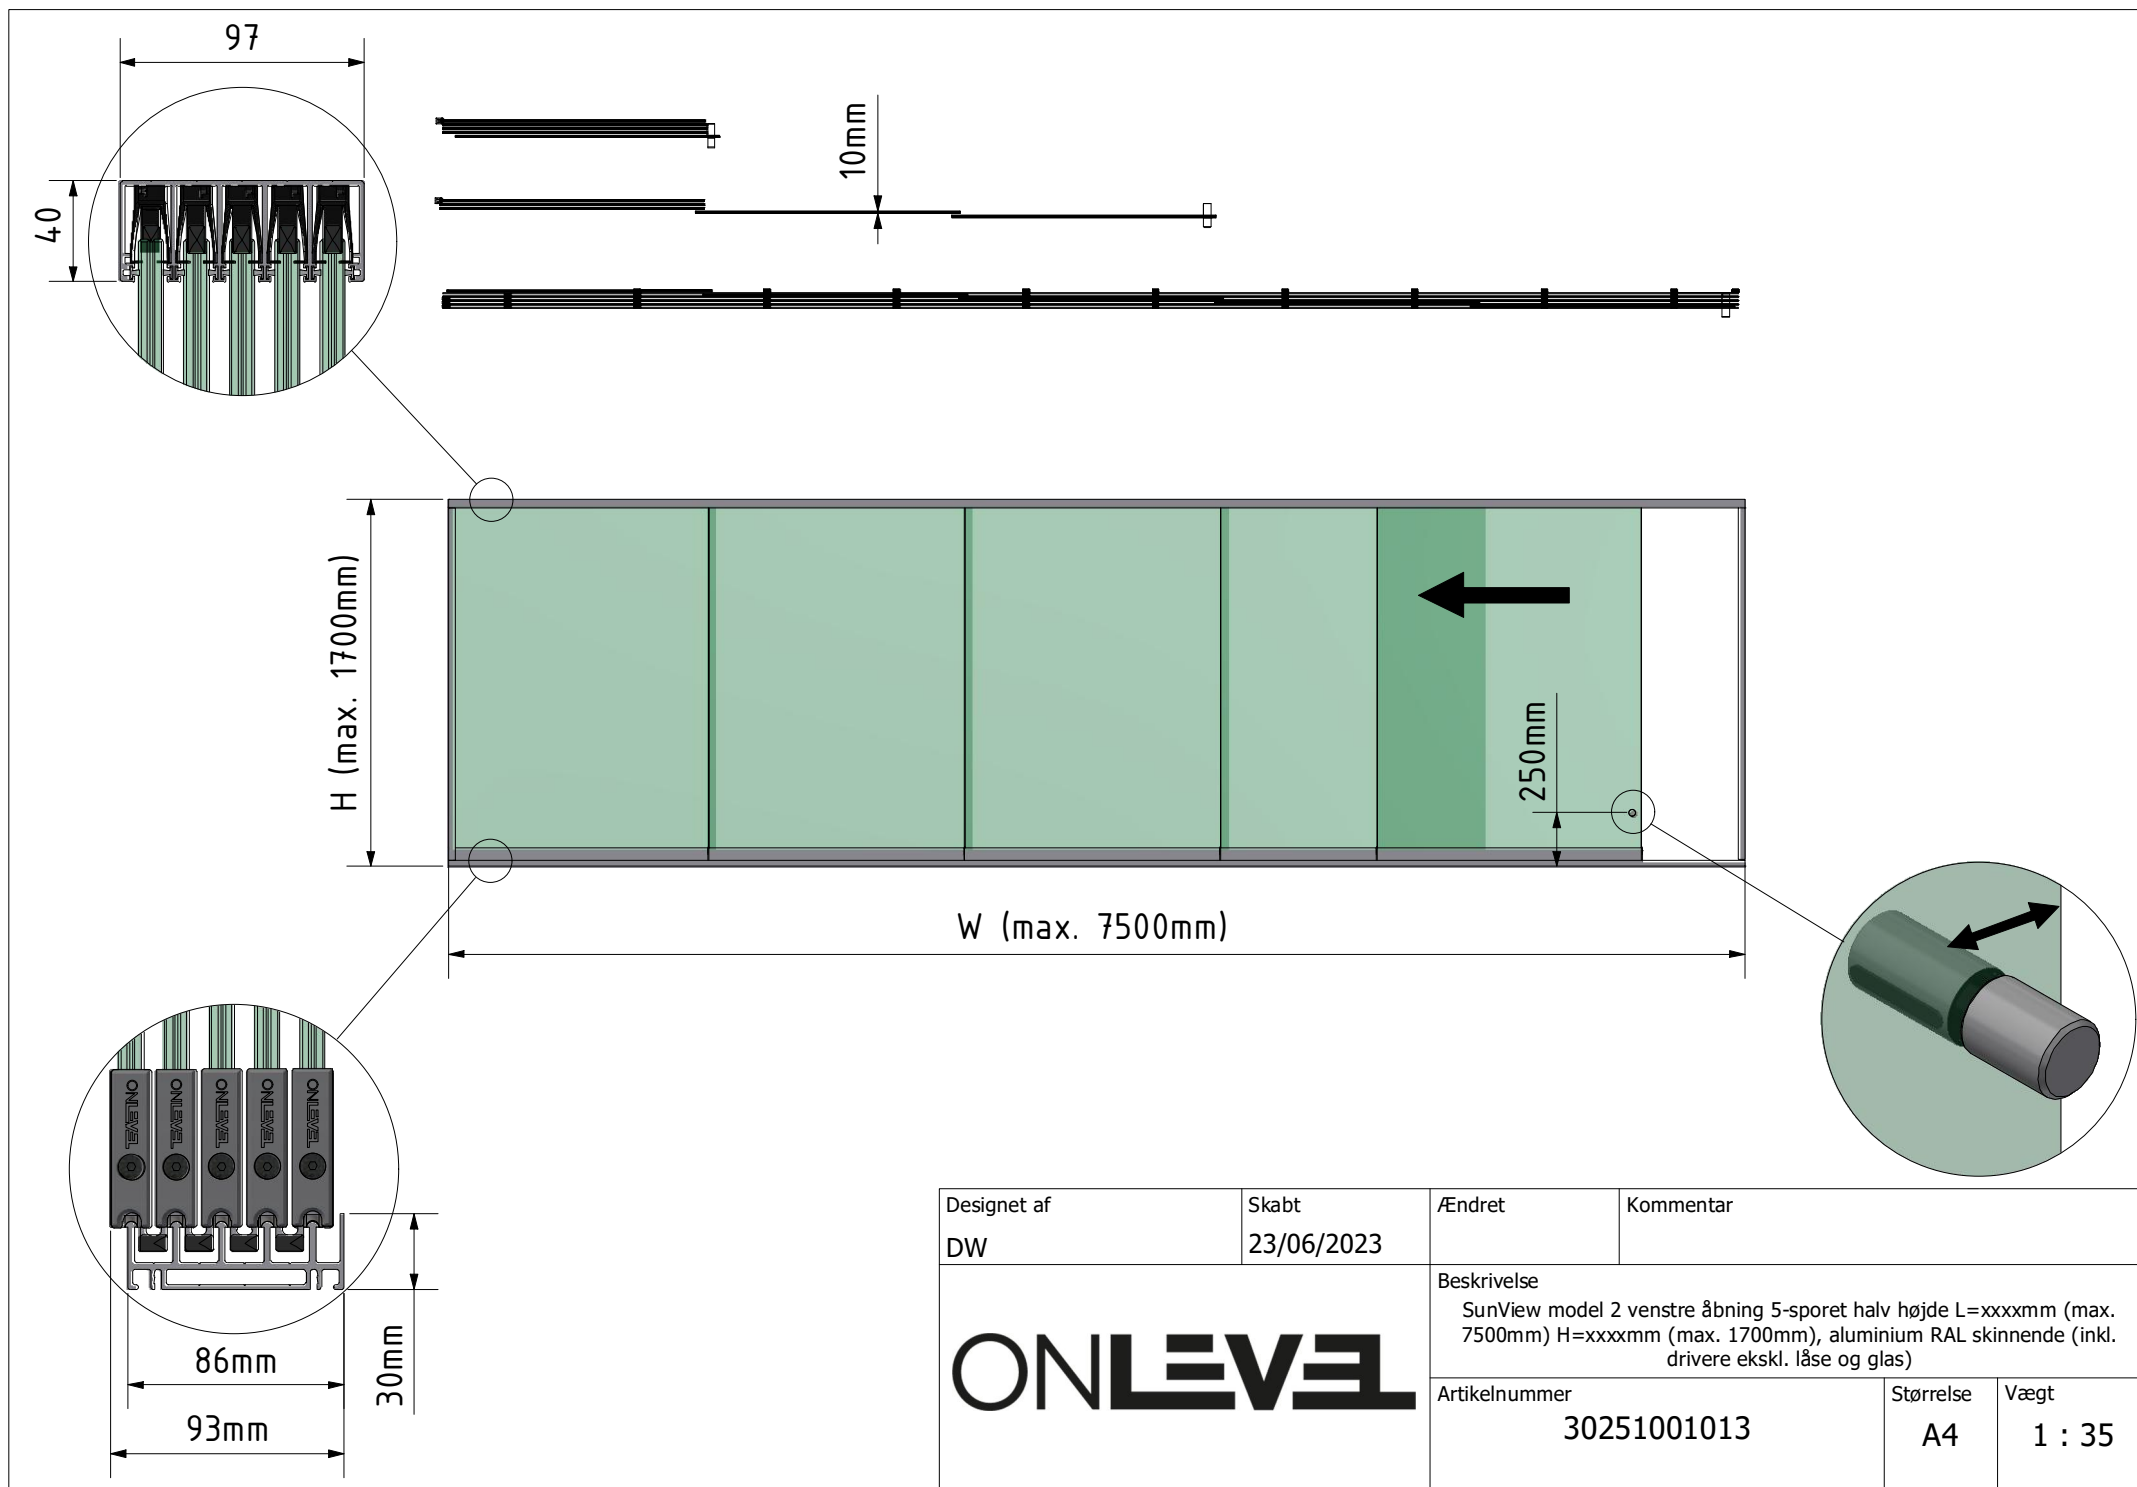 97
40
10mm
H (max. 1700mm)
250mm
W (max. 7500mm)
ONLEVEL
ONLEVEL
ONLEVEL
ONLEVEL
ONLEVEL
30mm
86mm
93mm
Designet af
DW
Skabt
23/06/2023
Ændret
Kommentar
ONLEVEL
Beskrivelse
SunView model 2 venstre åbning 5-sporet halv højde L=xxxxmm (max.
7500mm) H=xxxxmm (max. 1700mm), aluminium RAL skinnende (inkl.
drivere ekskl. låse og glas)
Artikelnummer
30251001013
Størrelse
A4
Vægt
1 : 35